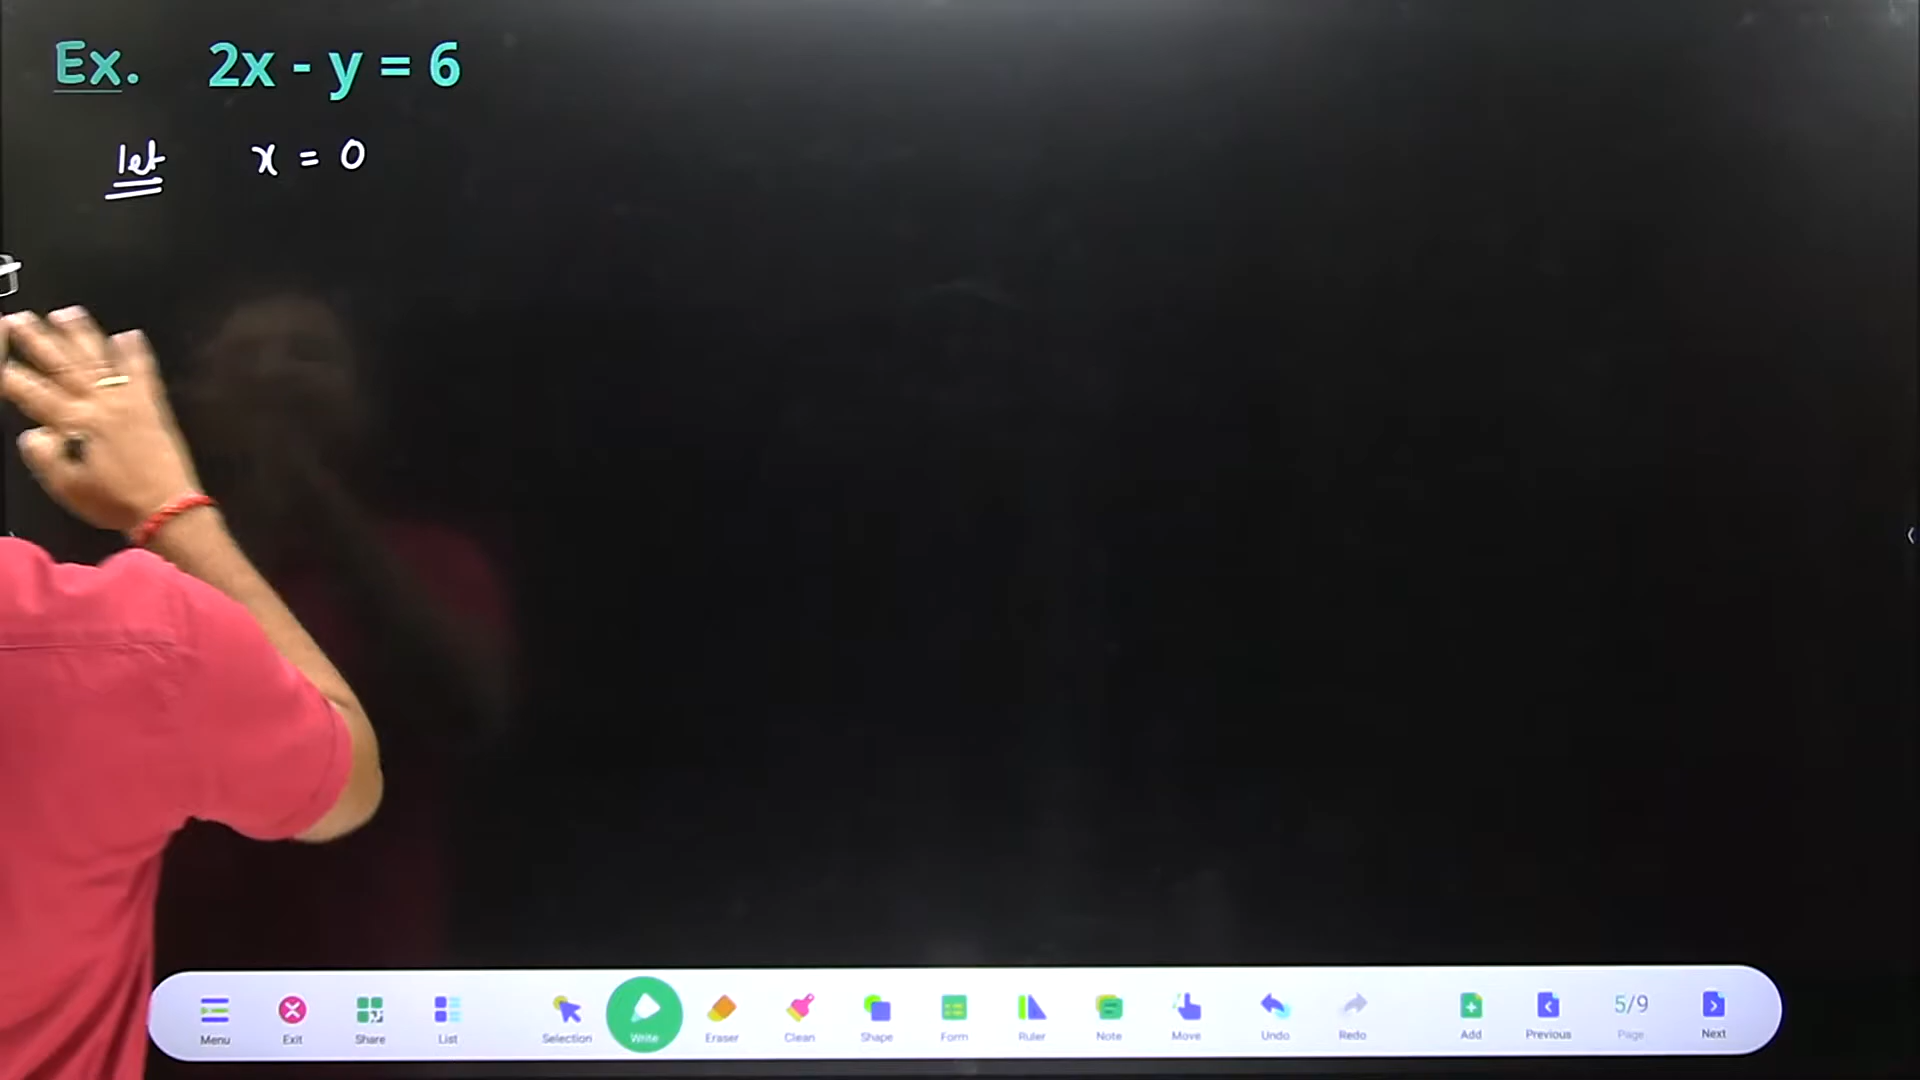 Ex. 2x - y = 6
let x = 0
Menu Exit Share List Selection Write Eraser Clean Shape Form Ruler Note Move Undo Redo Add Previous 5/9 Page Next